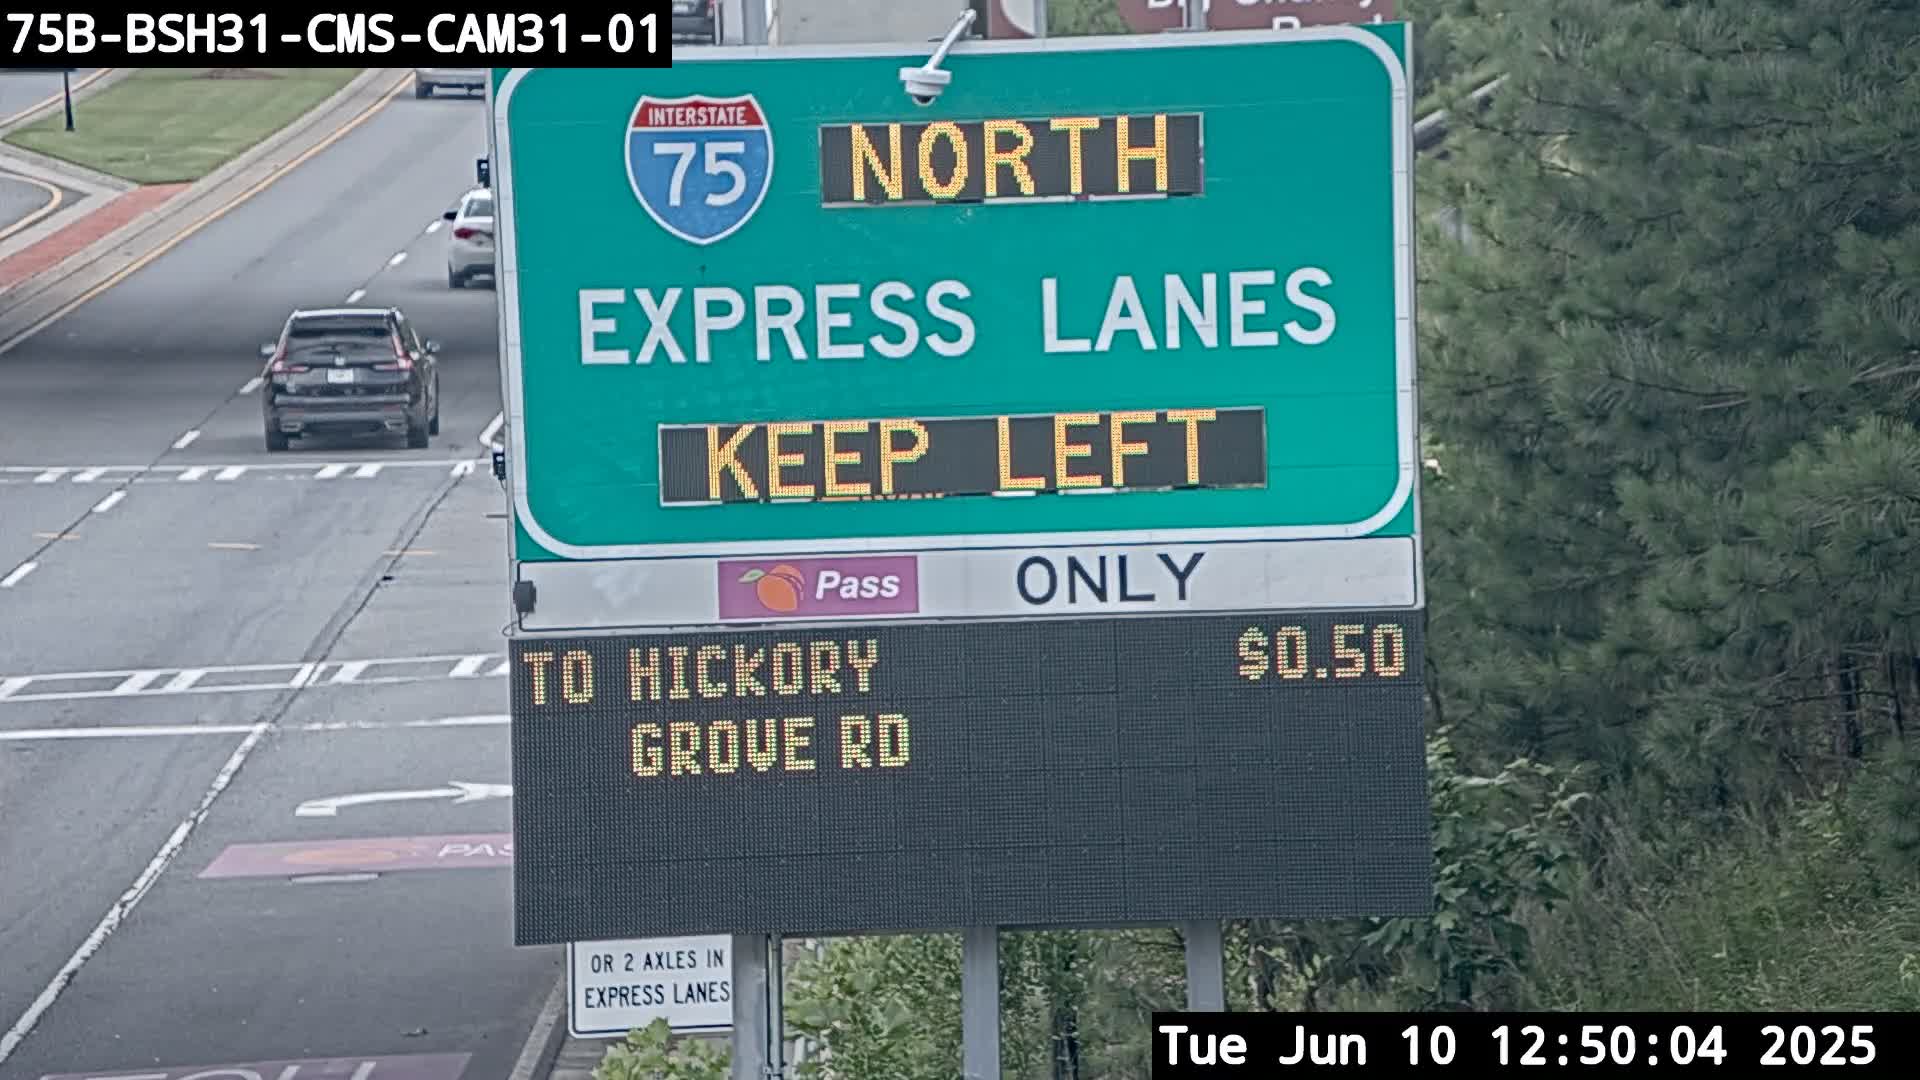 75B-BSH31-CMS-CAM31-01
Road
INTERSTATE
75
NORTH
EXPRESS LANES
KEEP LEFT
Pass ONLY
TO HICKORY $0.50
GROVE RD
OR 2 AXLES IN
EXPRESS LANES
Tue Jun 10 12:50:04 2025